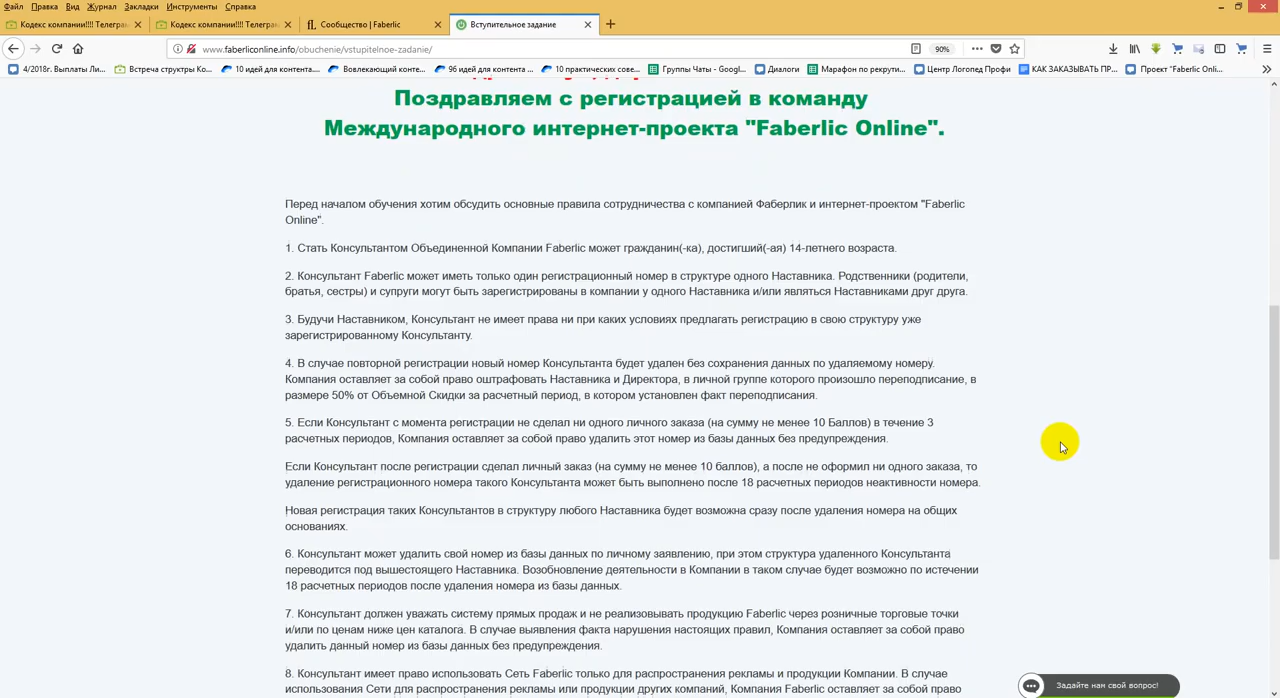 Файл Правка Вид Журнал Закладки Инструменты Справка
Кодекс компании!!!! Телеграм Кодекс компании!!!! Телеграм Сообщество | Faberlic Вступительное задание
www.faberliconline.info/obuchenie/vstupitelnoe-zadanie/ 90%
4/2018г. Выплаты Ли... Встреча структры Ко... 10 идей для контента.... Вовлекающий конте... 96 идей для контента ... 10 практических сове... Группы Чаты - Googl... Диалоги Марафон по рекрути... Центр Логопед Профи КАК ЗАКАЗЫВАТЬ ПР... Проект "Faberlic Onli...
Поздравляем с регистрацией в команду
Международного интернет-проекта "Faberlic Online".
Перед началом обучения хотим обсудить основные правила сотрудничества с компанией Фаберлик и интернет-проектом "Faberlic
Online".
1. Стать Консультантом Объединенной Компании Faberlic может гражданин(-ка), достигший(-ая) 14-летнего возраста.
2. Консультант Faberlic может иметь только один регистрационный номер в структуре одного Наставника. Родственники (родители,
братья, сестры) и супруги могут быть зарегистрированы в компании у одного Наставника и/или являться Наставниками друг друга.
3. Будучи Наставником, Консультант не имеет права ни при каких условиях предлагать регистрацию в свою структуру уже
зарегистрированному Консультанту.
4. В случае повторной регистрации новый номер Консультанта будет удален без сохранения данных по удаляемому номеру.
Компания оставляет за собой право оштрафовать Наставника и Директора, в личной группе которого произошло переподписание, в
размере 50% от Объемной Скидки за расчетный период, в котором установлен факт переподписания.
5. Если Консультант с момента регистрации не сделал ни одного личного заказа (на сумму не менее 10 Баллов) в течение 3
расчетных периодов, Компания оставляет за собой право удалить этот номер из базы данных без предупреждения.
Если Консультант после регистрации сделал личный заказ (на сумму не менее 10 баллов), а после не оформил ни одного заказа, то
удаление регистрационного номера такого Консультанта может быть выполнено после 18 расчетных периодов неактивности номера.
Новая регистрация таких Консультантов в структуру любого Наставника будет возможна сразу после удаления номера на общих
основаниях.
6. Консультант может удалить свой номер из базы данных по личному заявлению, при этом структура удаленного Консультанта
переводится под вышестоящего Наставника. Возобновление деятельности в Компании в таком случае будет возможно по истечении
18 расчетных периодов после удаления номера из базы данных.
7. Консультант должен уважать систему прямых продаж и не реализовывать продукцию Faberlic через розничные торговые точки
и/или по ценам ниже цен каталога. В случае выявления факта нарушения настоящих правил, Компания оставляет за собой право
удалить данный номер из базы данных без предупреждения.
8. Консультант имеет право использовать Сеть Faberlic только для распространения рекламы и продукции Компании. В случае
использования Сети для распространения рекламы или продукции других компаний, Компания Faberlic оставляет за собой право
Задайте нам свой вопрос!